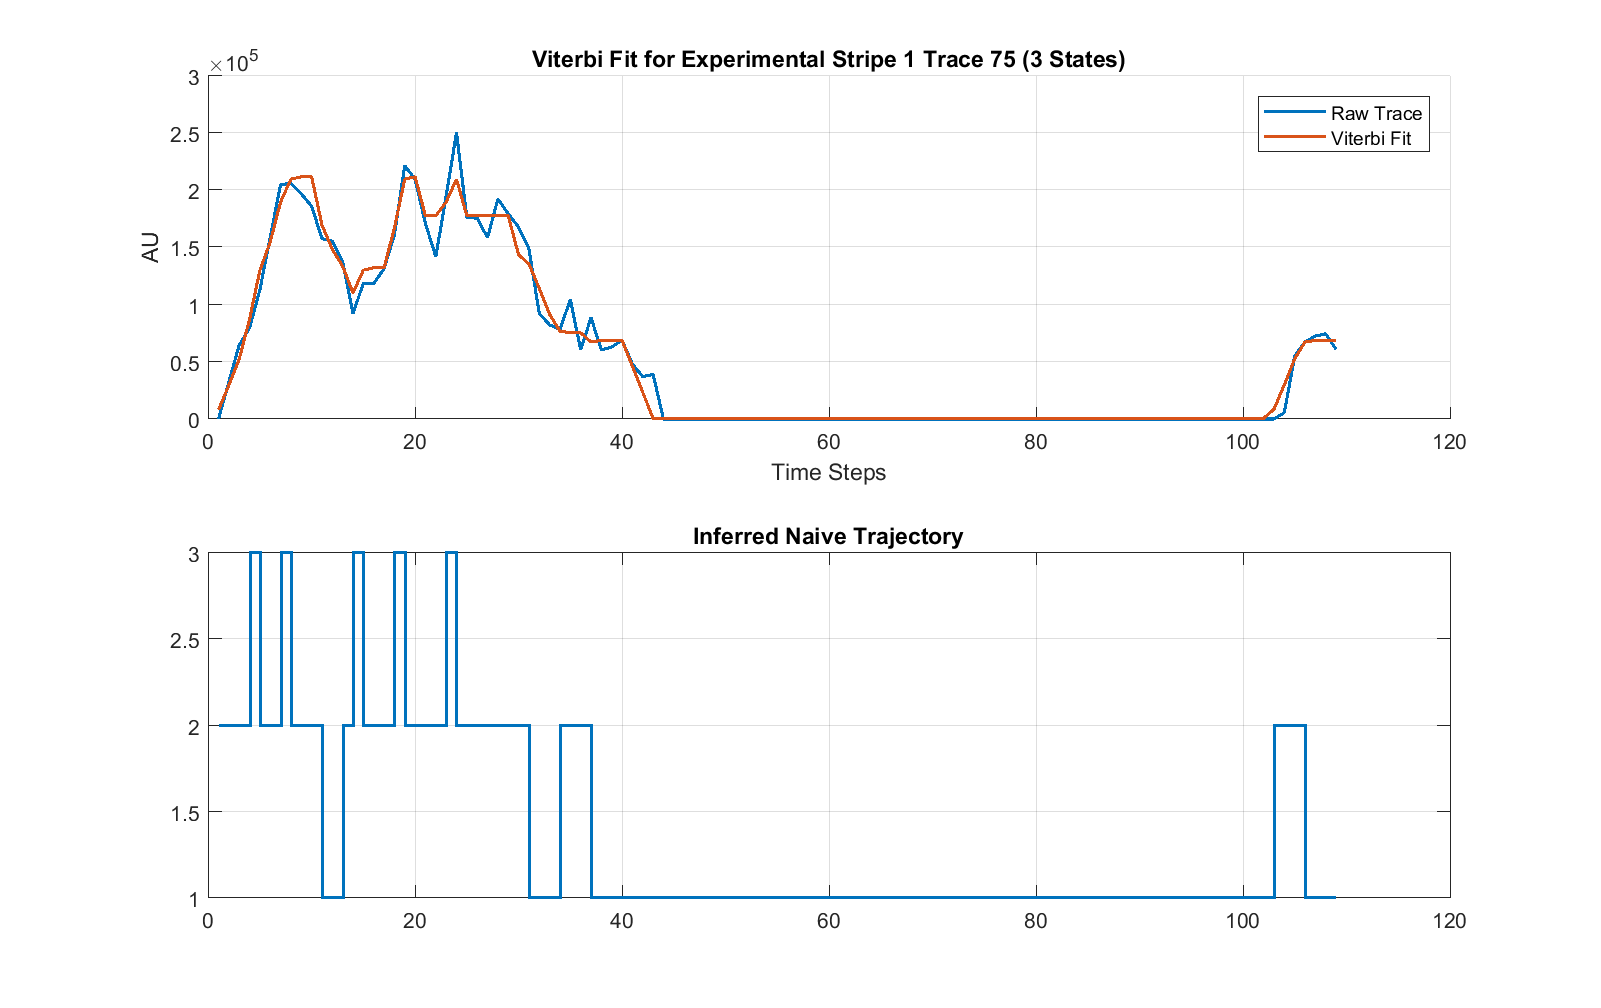 Viterbi Fit for Experimental Stripe 1 Trace 75 (3 States)
×10⁵
3
2.5
2
1.5
1
0.5
0
AU
Raw Trace
Viterbi Fit
0 20 40 60 80 100 120
Time Steps
Inferred Naive Trajectory
3
2.5
2
1.5
1
0 20 40 60 80 100 120